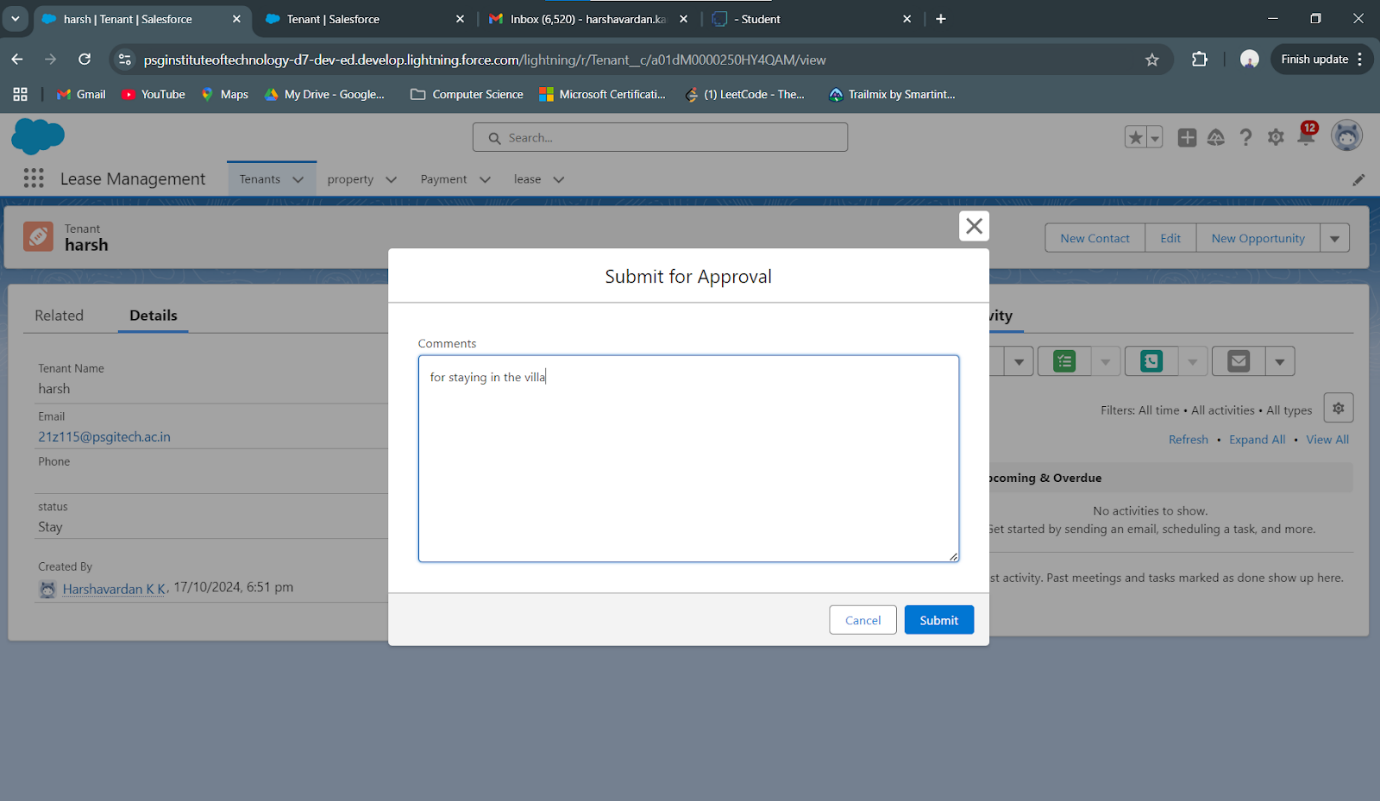 harsh | Tenant | Salesforce
Tenant | Salesforce
Inbox (6,520) - harshavardan.ka
- Student
psginstituteoftechnology-d7-dev-ed.develop.lightning.force.com/lightning/r/Tenant__c/a01dM0000250HY4QAM/view
Finish update
Gmail
YouTube
Maps
My Drive - Google...
Computer Science
Microsoft Certificati...
(1) LeetCode - The...
Trailmix by Smartint...
Search...
12
Lease Management
Tenants
property
Payment
lease
Tenant
harsh
New Contact
Edit
New Opportunity
Submit for Approval
Related
Details
vity
Comments
for staying in the villa
Tenant Name
harsh
Email
21z115@psgitech.ac.in
Phone
status
Stay
Created By
Harshavardan K K, 17/10/2024, 6:51 pm
Filters: All time • All activities • All types
Refresh • Expand All • View All
pcoming & Overdue
No activities to show.
Get started by sending an email, scheduling a task, and more.
st activity. Past meetings and tasks marked as done show up here.
Cancel
Submit